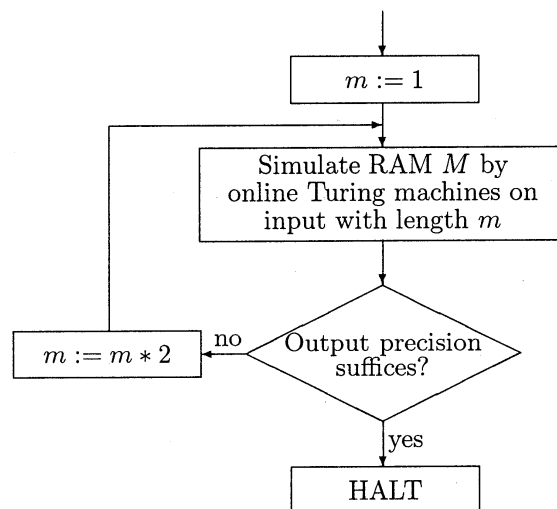 m := 1
Simulate RAM M by
online Turing machines on
input with length m
Output precision
suffices?
no
m := m * 2
yes
HALT